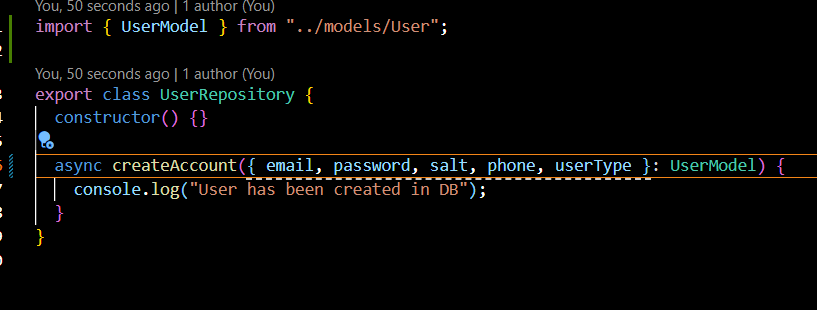 You, 50 seconds ago | 1 author (You)
import { UserModel } from "../models/User";
You, 50 seconds ago | 1 author (You)
export class UserRepository {
constructor() {}
async createAccount({ email, password, salt, phone, userType }: UserModel) {
console.log("User has been created in DB");
}
}